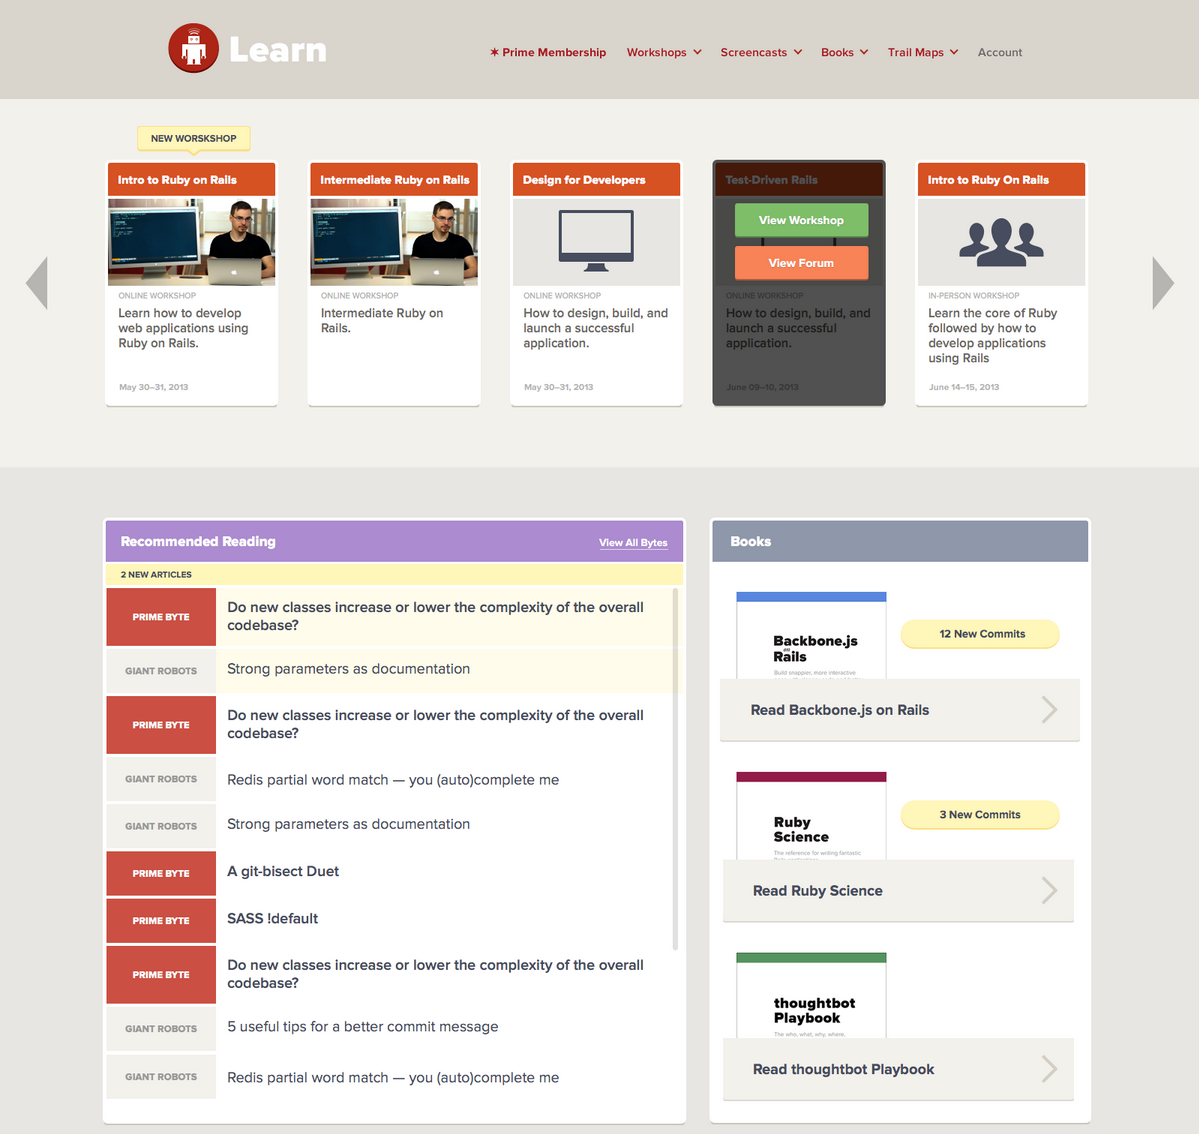 Learn
✶ Prime Membership Workshops Screencasts Books Trail Maps Account
NEW WORSKSHOP
Intro to Ruby on Rails
ONLINE WORKSHOP
Learn how to develop
web applications using
Ruby on Rails.
May 30–31, 2013
Intermediate Ruby on Rails
ONLINE WORKSHOP
Intermediate Ruby on
Rails.
Design for Developers
ONLINE WORKSHOP
How to design, build, and
launch a successful
application.
May 30–31, 2013
Test-Driven Rails
View Workshop
View Forum
ONLINE WORKSHOP
How to design, build, and
launch a successful
application.
June 09–10, 2013
Intro to Ruby On Rails
IN-PERSON WORKSHOP
Learn the core of Ruby
followed by how to
develop applications
using Rails
June 14–15, 2013
Recommended Reading View All Bytes
2 NEW ARTICLES
PRIME BYTE
Do new classes increase or lower the complexity of the overall
codebase?
GIANT ROBOTS Strong parameters as documentation
PRIME BYTE
Do new classes increase or lower the complexity of the overall
codebase?
GIANT ROBOTS Redis partial word match — you (auto)complete me
GIANT ROBOTS Strong parameters as documentation
PRIME BYTE A git-bisect Duet
PRIME BYTE SASS !default
PRIME BYTE
Do new classes increase or lower the complexity of the overall
codebase?
GIANT ROBOTS 5 useful tips for a better commit message
GIANT ROBOTS Redis partial word match — you (auto)complete me
Books
Backbone.js
on
Rails
Build snappier, more interactive
12 New Commits
Read Backbone.js on Rails
Ruby
Science
The reference for writing fantastic
3 New Commits
Read Ruby Science
thoughtbot
Playbook
The who, what, why, where,
Read thoughtbot Playbook